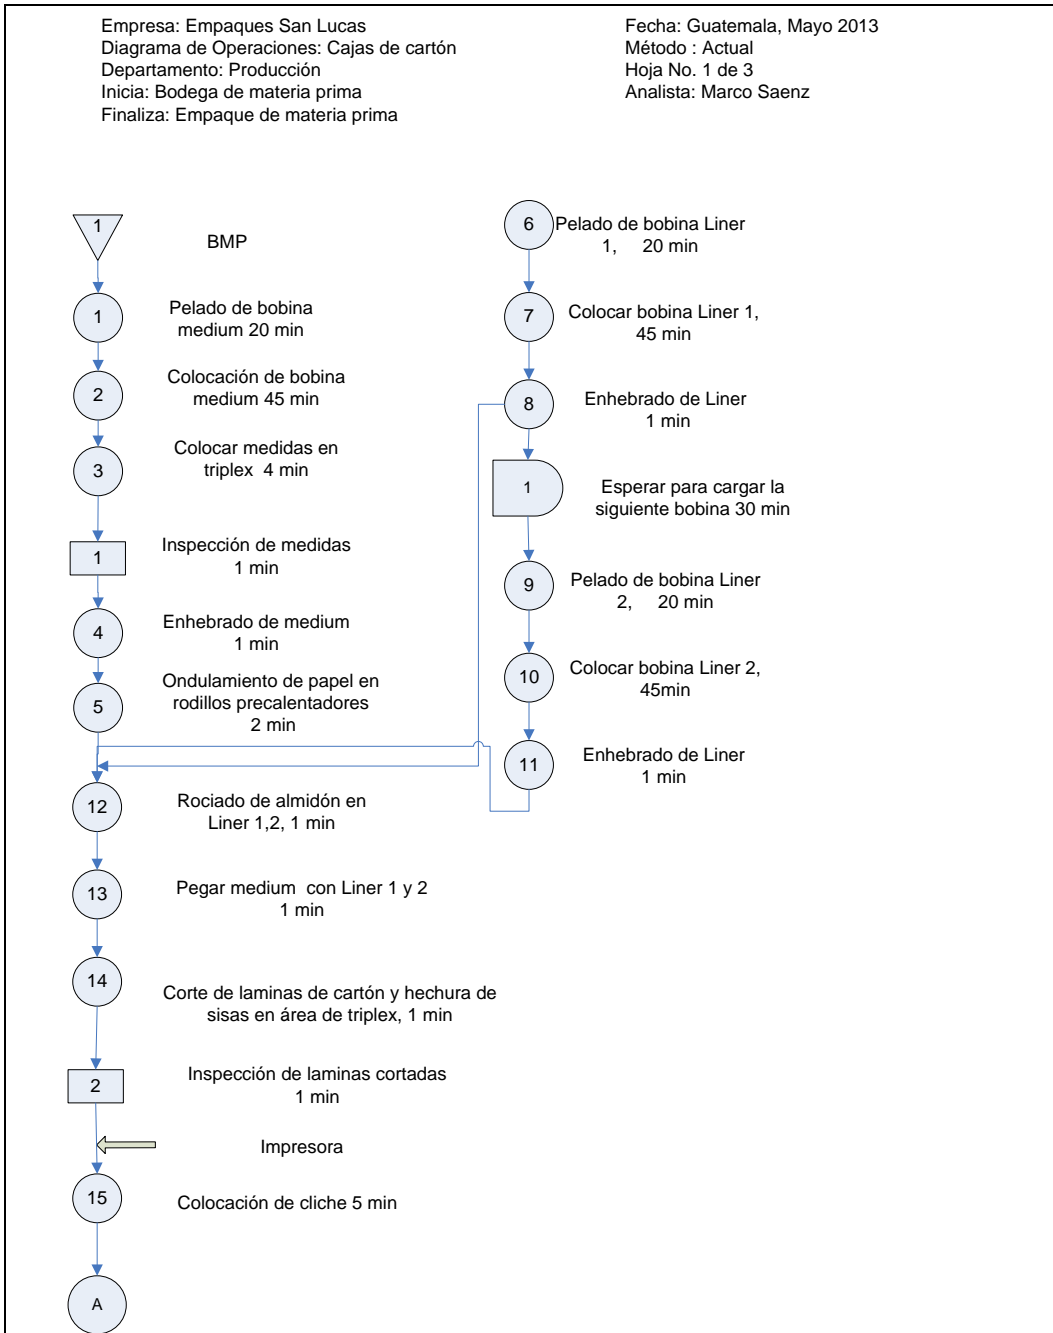 Empresa: Empaques San Lucas
Diagrama de Operaciones: Cajas de cartón
Departamento: Producción
Inicia: Bodega de materia prima
Finaliza: Empaque de materia prima
Fecha: Guatemala, Mayo 2013
Método : Actual
Hoja No. 1 de 3
Analista: Marco Saenz
1
BMP
1
Pelado de bobina
medium 20 min
2
Colocación de bobina
medium 45 min
3
Colocar medidas en
triplex 4 min
1
Inspección de medidas
1 min
4
Enhebrado de medium
1 min
5
Ondulamiento de papel en
rodillos precalentadores
2 min
6
Pelado de bobina Liner
1, 20 min
7
Colocar bobina Liner 1,
45 min
8
Enhebrado de Liner
1 min
1
Esperar para cargar la
siguiente bobina 30 min
9
Pelado de bobina Liner
2, 20 min
10
Colocar bobina Liner 2,
45min
11
Enhebrado de Liner
1 min
12
Rociado de almidón en
Liner 1,2, 1 min
13
Pegar medium con Liner 1 y 2
1 min
14
Corte de laminas de cartón y hechura de
sisas en área de triplex, 1 min
2
Inspección de laminas cortadas
1 min
Impresora
15
Colocación de cliche 5 min
A